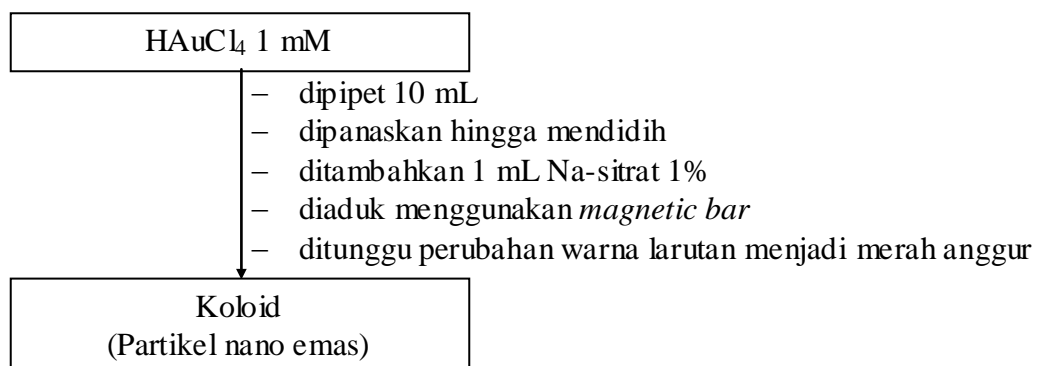 HAuCl₄ 1 mM
− dipipet 10 mL
− dipanaskan hingga mendidih
− ditambahkan 1 mL Na-sitrat 1%
− diaduk menggunakan magnetic bar
− ditunggu perubahan warna larutan menjadi merah anggur
Koloid
(Partikel nano emas)